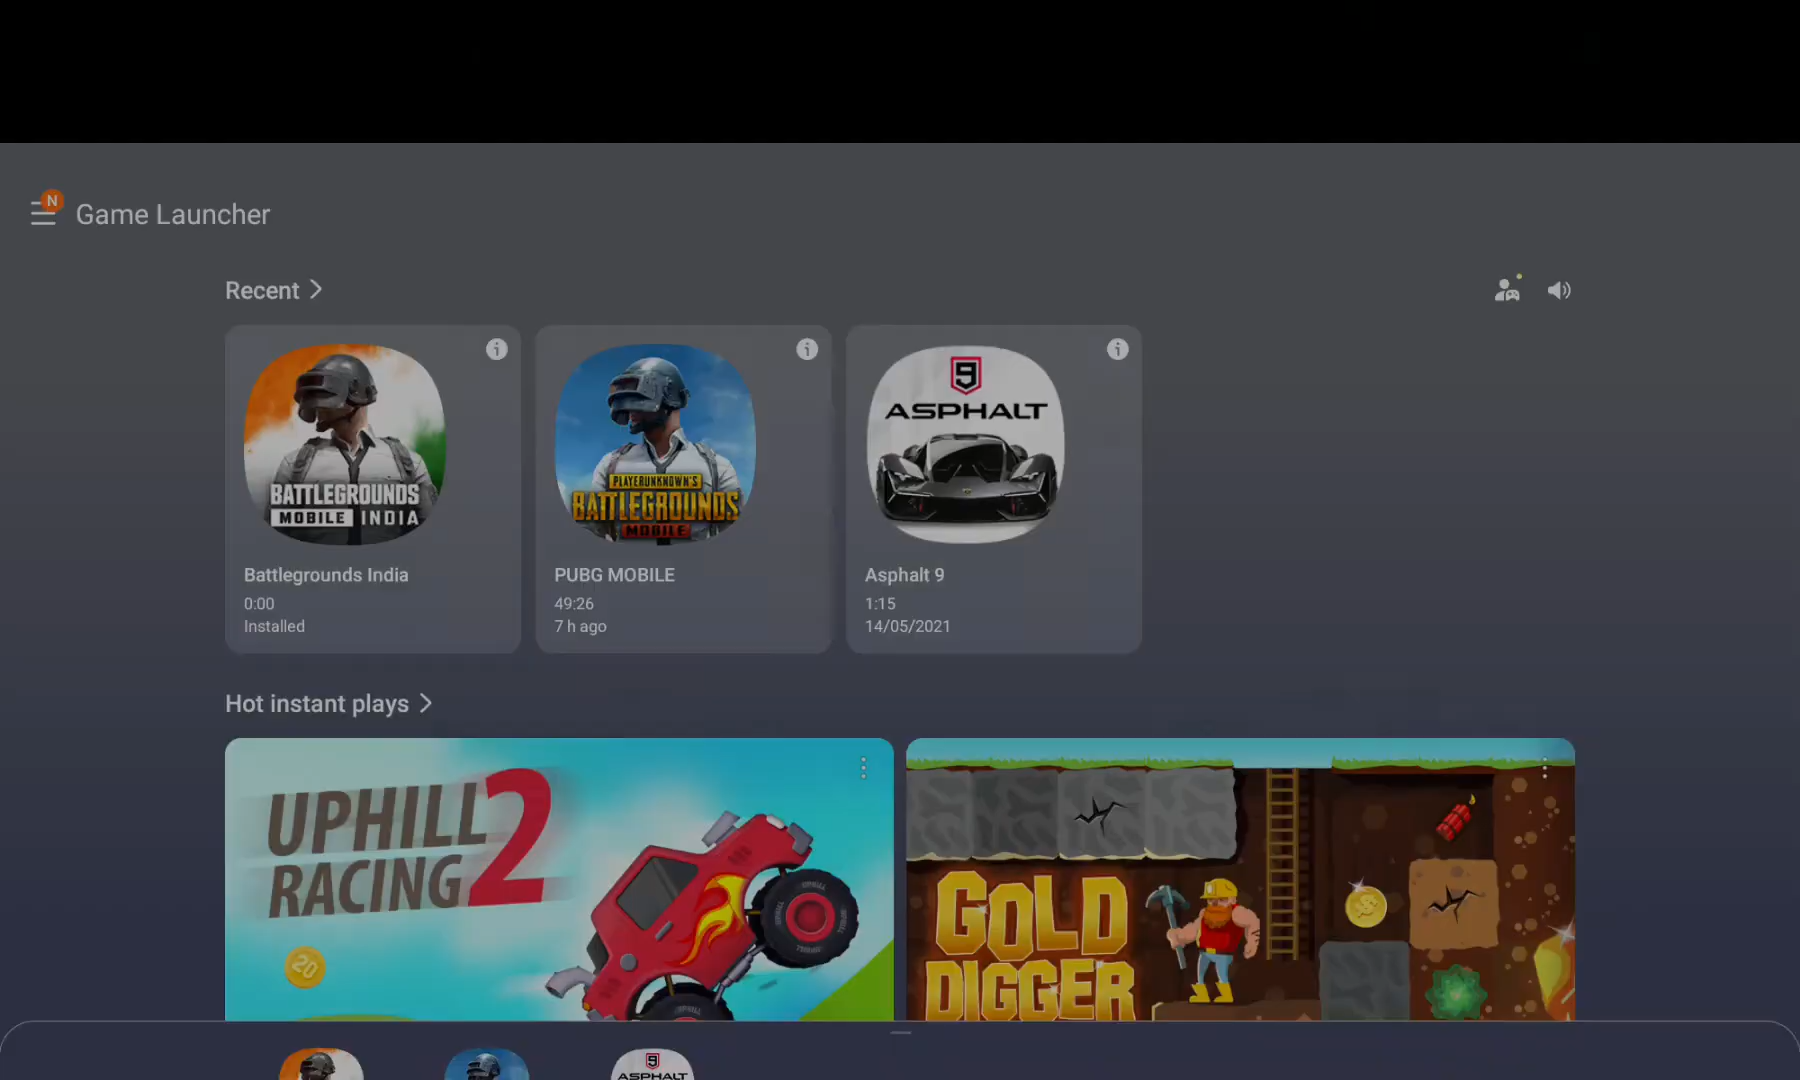 N
Game Launcher
Recent
BATTLEGROUNDS
MOBILE INDIA
Battlegrounds India
0:00
Installed
PLAYERUNKNOWN'S
BATTLEGROUNDS
MOBILE
PUBG MOBILE
49:26
7 h ago
9
ASPHALT
Asphalt 9
1:15
14/05/2021
Hot instant plays
UPHILL
RACING 2
20
GOLD
DIGGER
9
ASPHALT